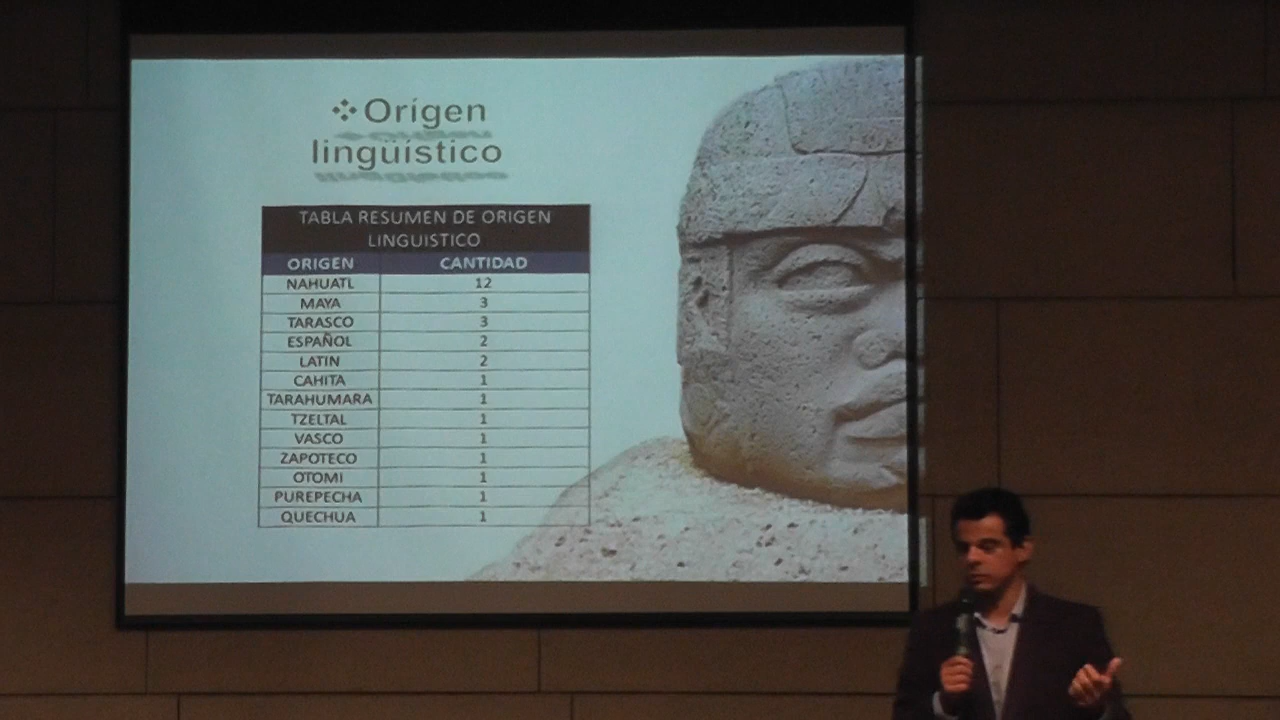 ❖Orígen
lingüístico
TABLA RESUMEN DE ORIGEN
LINGUISTICO
ORIGEN CANTIDAD
NAHUATL 12
MAYA 3
TARASCO 3
ESPAÑOL 2
LATIN 2
CAHITA 1
TARAHUMARA 1
TZELTAL 1
VASCO 1
ZAPOTECO 1
OTOMI 1
PUREPECHA 1
QUECHUA 1